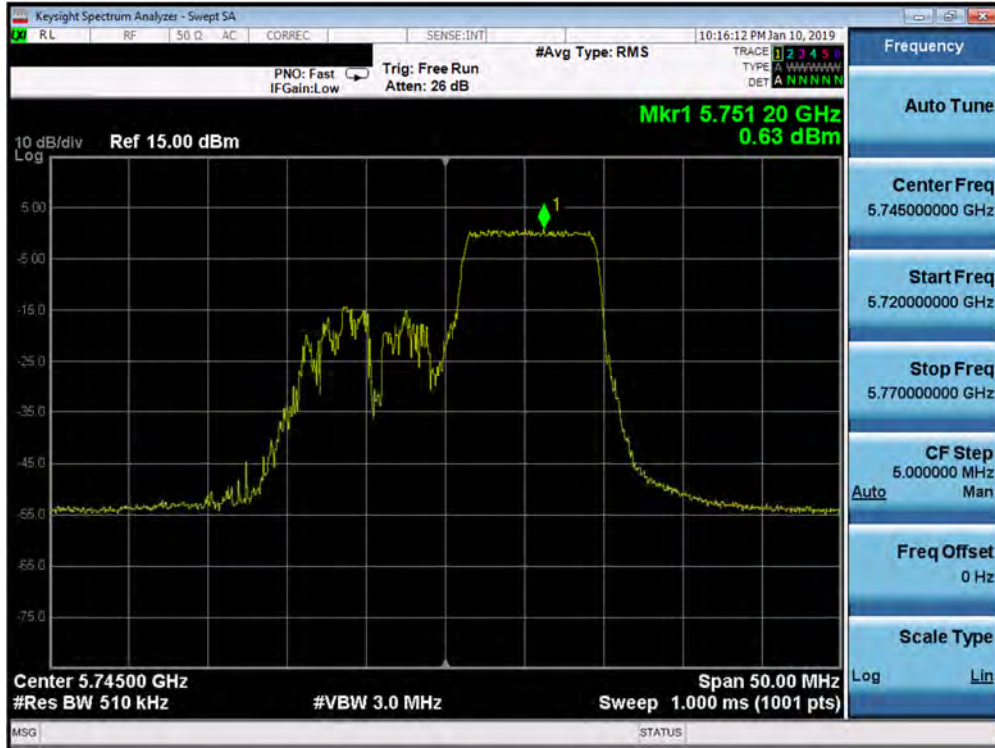 Keysight Spectrum Analyzer - Swept SA
LXI RL RF 50 Ω AC CORREC SENSE:INT 10:16:12 PM Jan 10, 2019
#Avg Type: RMS
TRACE 1 2 3 4 5 6
TYPE A WWWWW
DET A N N N N N
PNO: Fast Trig: Free Run
IFGain:Low Atten: 26 dB
Mkr1 5.751 20 GHz
0.63 dBm
10 dB/div Ref 15.00 dBm
Log
5.00
-5.00
-15.0
-25.0
-35.0
-45.0
-55.0
-65.0
-75.0
1
Center 5.74500 GHz Span 50.00 MHz
#Res BW 510 kHz #VBW 3.0 MHz Sweep 1.000 ms (1001 pts)
MSG STATUS
Frequency
Auto Tune
Center Freq
5.745000000 GHz
Start Freq
5.720000000 GHz
Stop Freq
5.770000000 GHz
CF Step
5.000000 MHz
Auto Man
Freq Offset
0 Hz
Scale Type
Log Lin